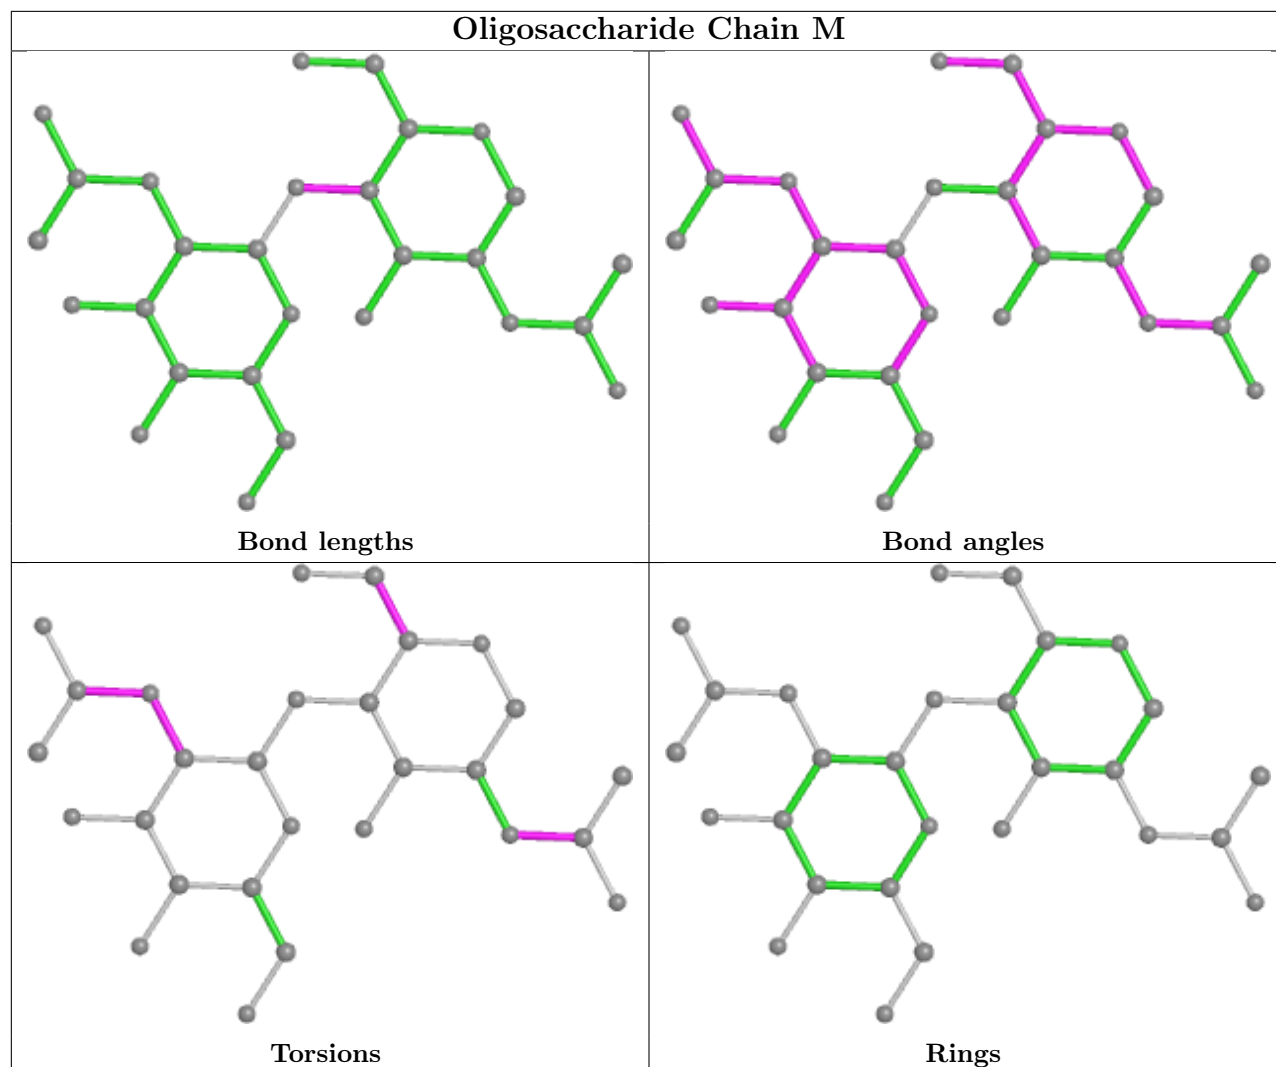 Oligosaccharide Chain M
Bond lengths
Bond angles
Torsions
Rings